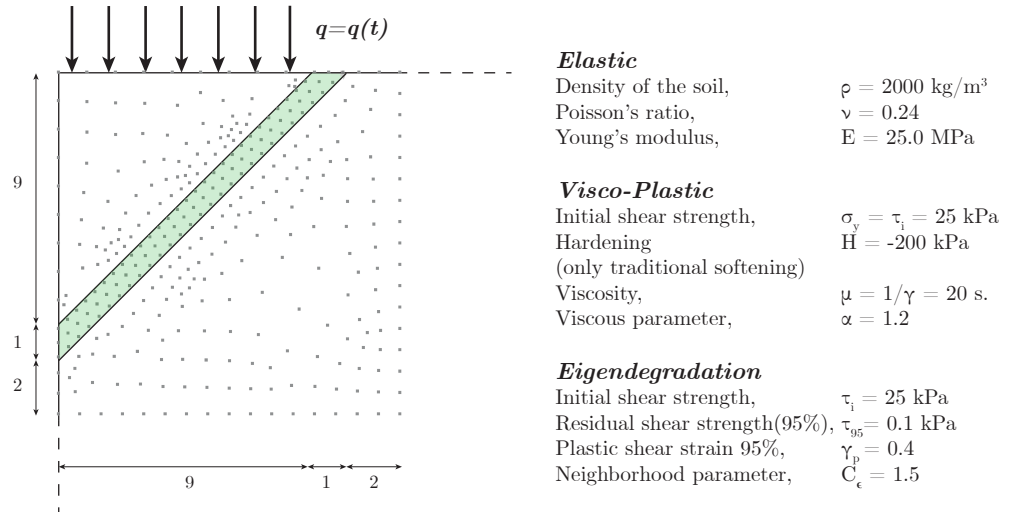 q=q(t)
9
1
2
9
1
2
Elastic
Density of the soil, ρ = 2000 kg/m³
Poisson's ratio, ν = 0.24
Young's modulus, E = 25.0 MPa
Visco-Plastic
Initial shear strength, σy = τi = 25 kPa
Hardening H = -200 kPa
(only traditional softening)
Viscosity, μ = 1/γ = 20 s.
Viscous parameter, α = 1.2
Eigendegradation
Initial shear strength, τi = 25 kPa
Residual shear strength(95%), τ95= 0.1 kPa
Plastic shear strain 95%, γp = 0.4
Neighborhood parameter, Cϵ = 1.5